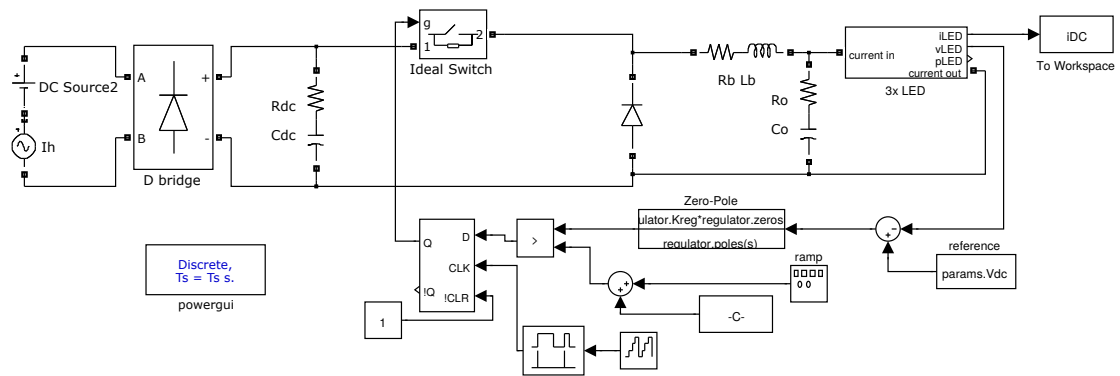 g
1
2
Ideal Switch
DC Source2
A
B
+
-
D bridge
Ih
Rdc
Cdc
Rb Lb
Ro
Co
current in
iLED
vLED
pLED
current out
3x LED
iDC
To Workspace
Zero-Pole
ulator.Kreg*regulator.zeros
regulator.poles(s)
reference
params.Vdc
ramp
-C-
>
D
CLK
!CLR
Q
!Q
1
Discrete,
Ts = Ts s.
powergui